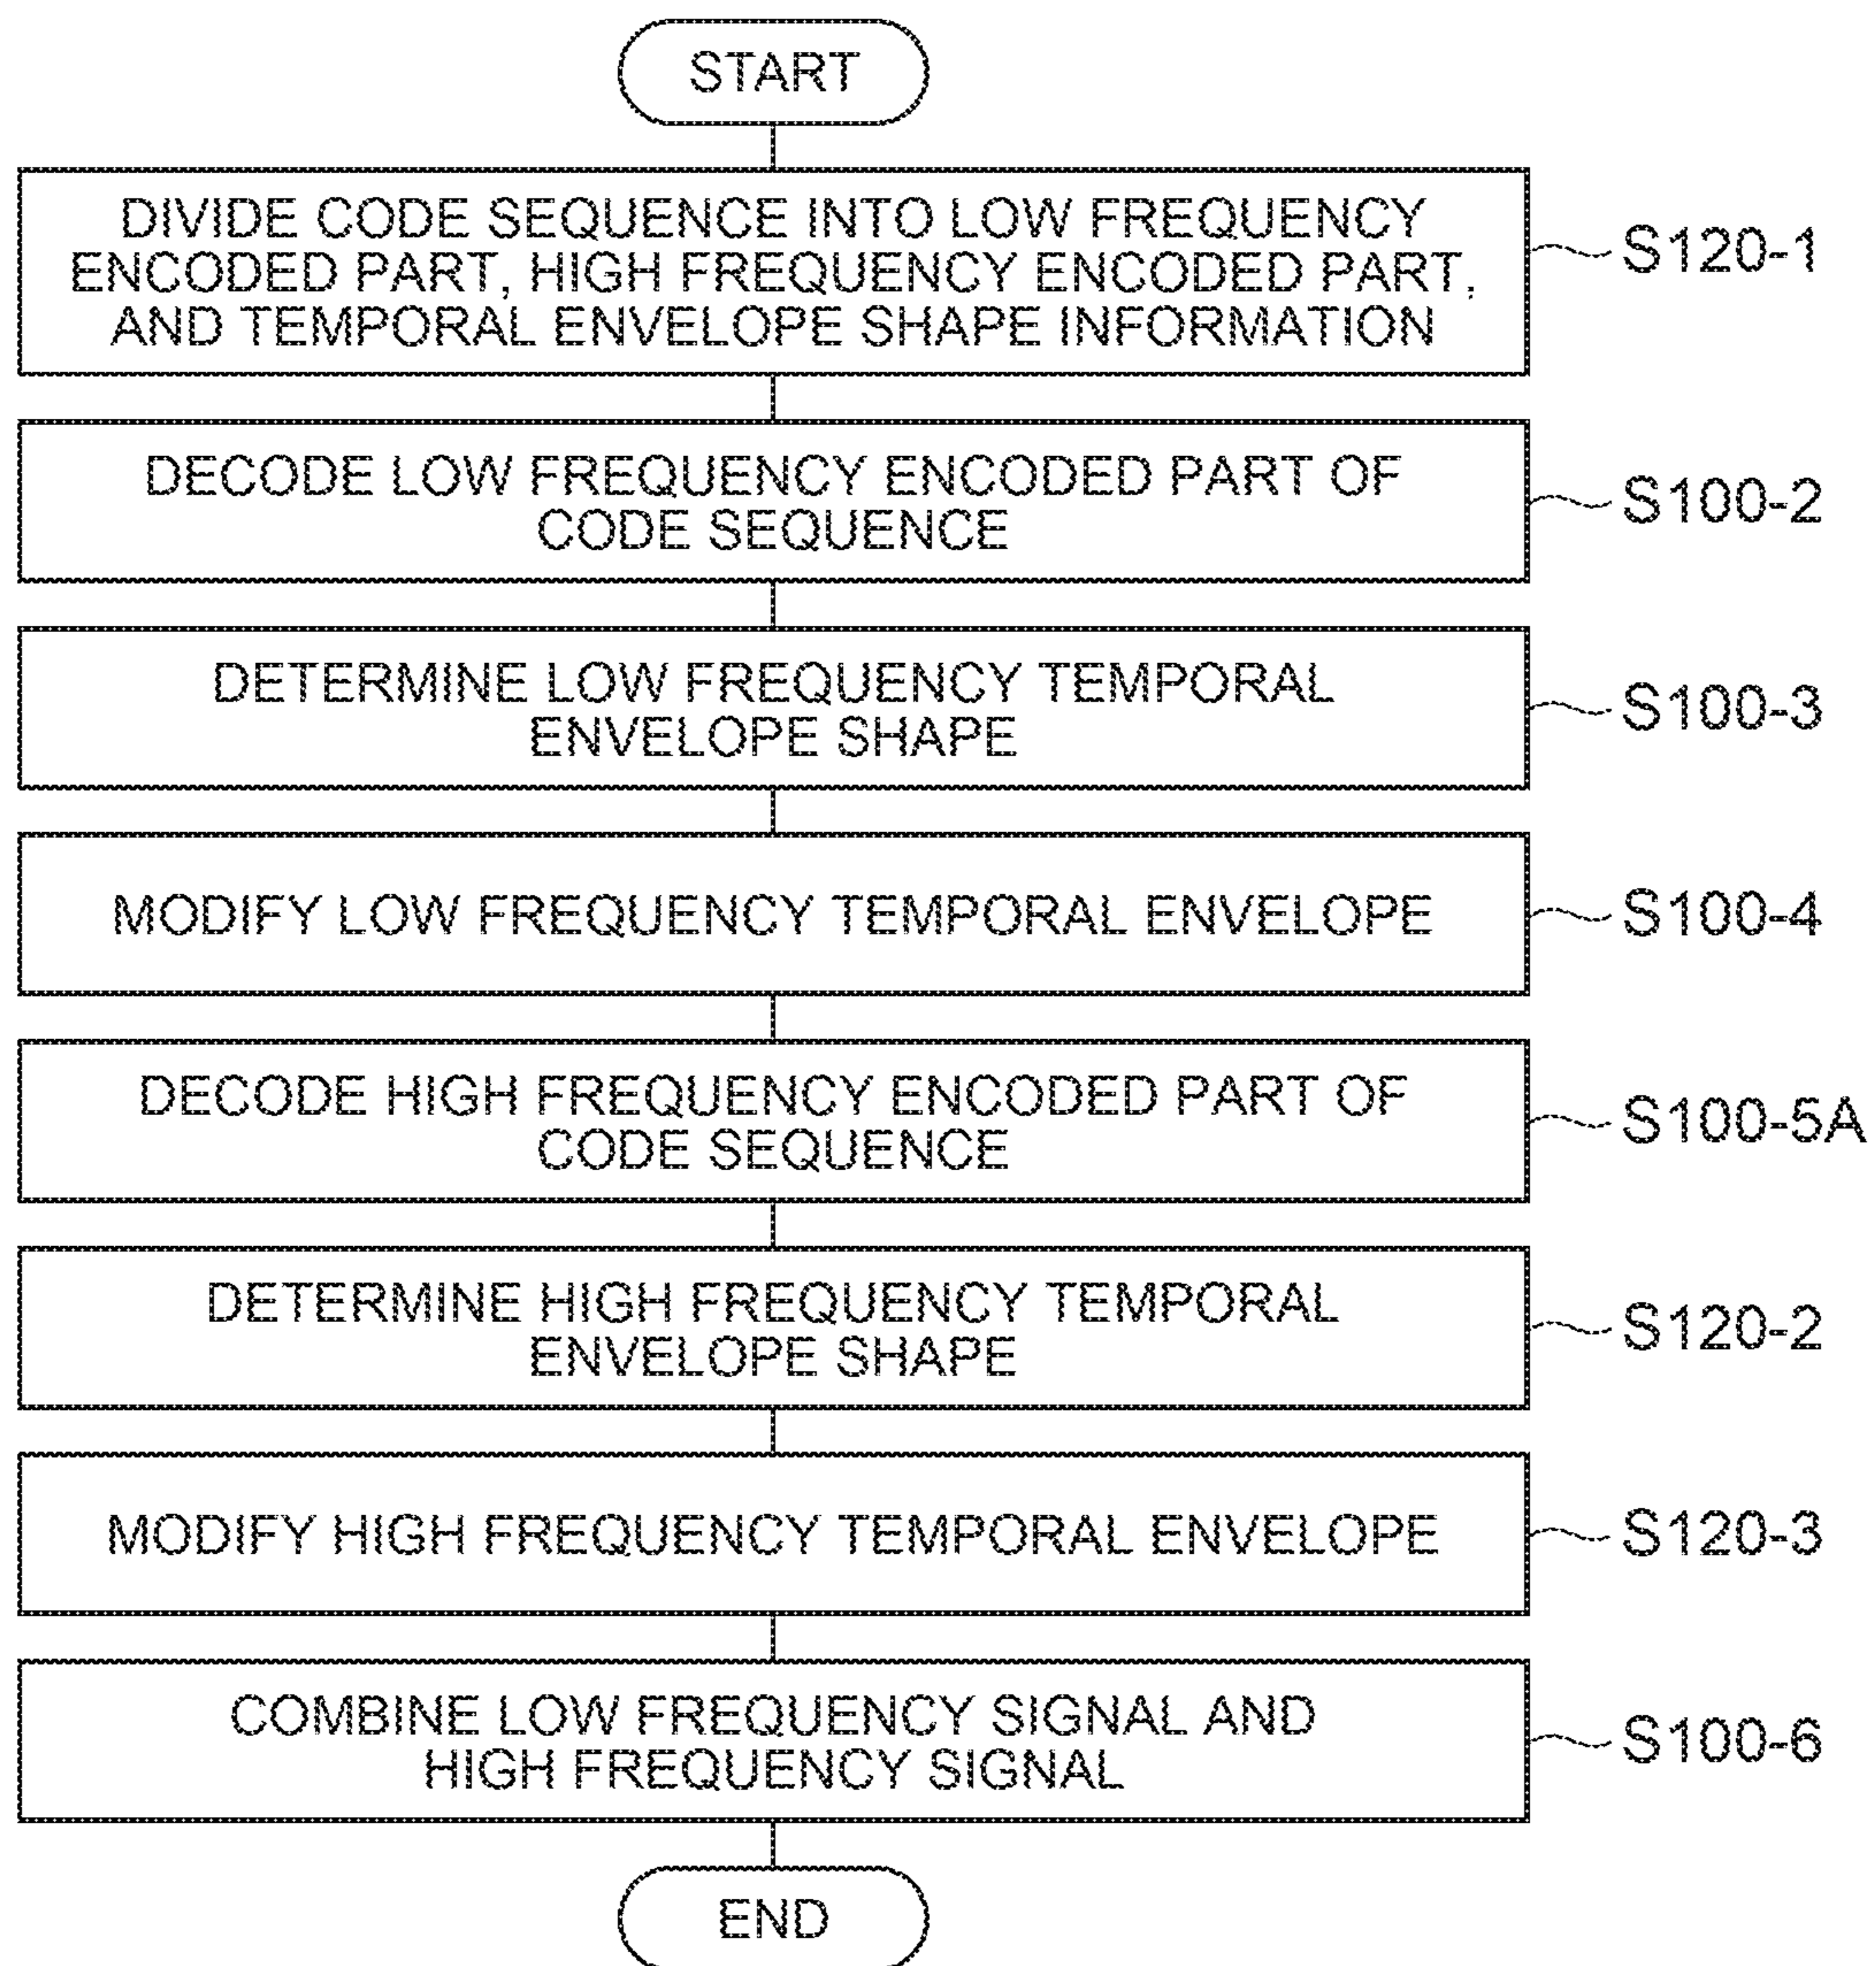 START
DIVIDE CODE SEQUENCE INTO LOW FREQUENCY
ENCODED PART, HIGH FREQUENCY ENCODED PART,
AND TEMPORAL ENVELOPE SHAPE INFORMATION
S120-1
DECODE LOW FREQUENCY ENCODED PART OF
CODE SEQUENCE
S100-2
DETERMINE LOW FREQUENCY TEMPORAL
ENVELOPE SHAPE
S100-3
MODIFY LOW FREQUENCY TEMPORAL ENVELOPE
S100-4
DECODE HIGH FREQUENCY ENCODED PART OF
CODE SEQUENCE
S100-5A
DETERMINE HIGH FREQUENCY TEMPORAL
ENVELOPE SHAPE
S120-2
MODIFY HIGH FREQUENCY TEMPORAL ENVELOPE
S120-3
COMBINE LOW FREQUENCY SIGNAL AND
HIGH FREQUENCY SIGNAL
S100-6
END